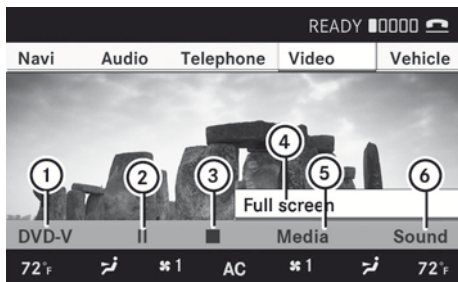 READY
Navi Audio Telephone Video Vehicle
4
1 2 3 5 6
Full screen
DVD-V II ■ Media Sound
72°F 1 AC 1 72°F